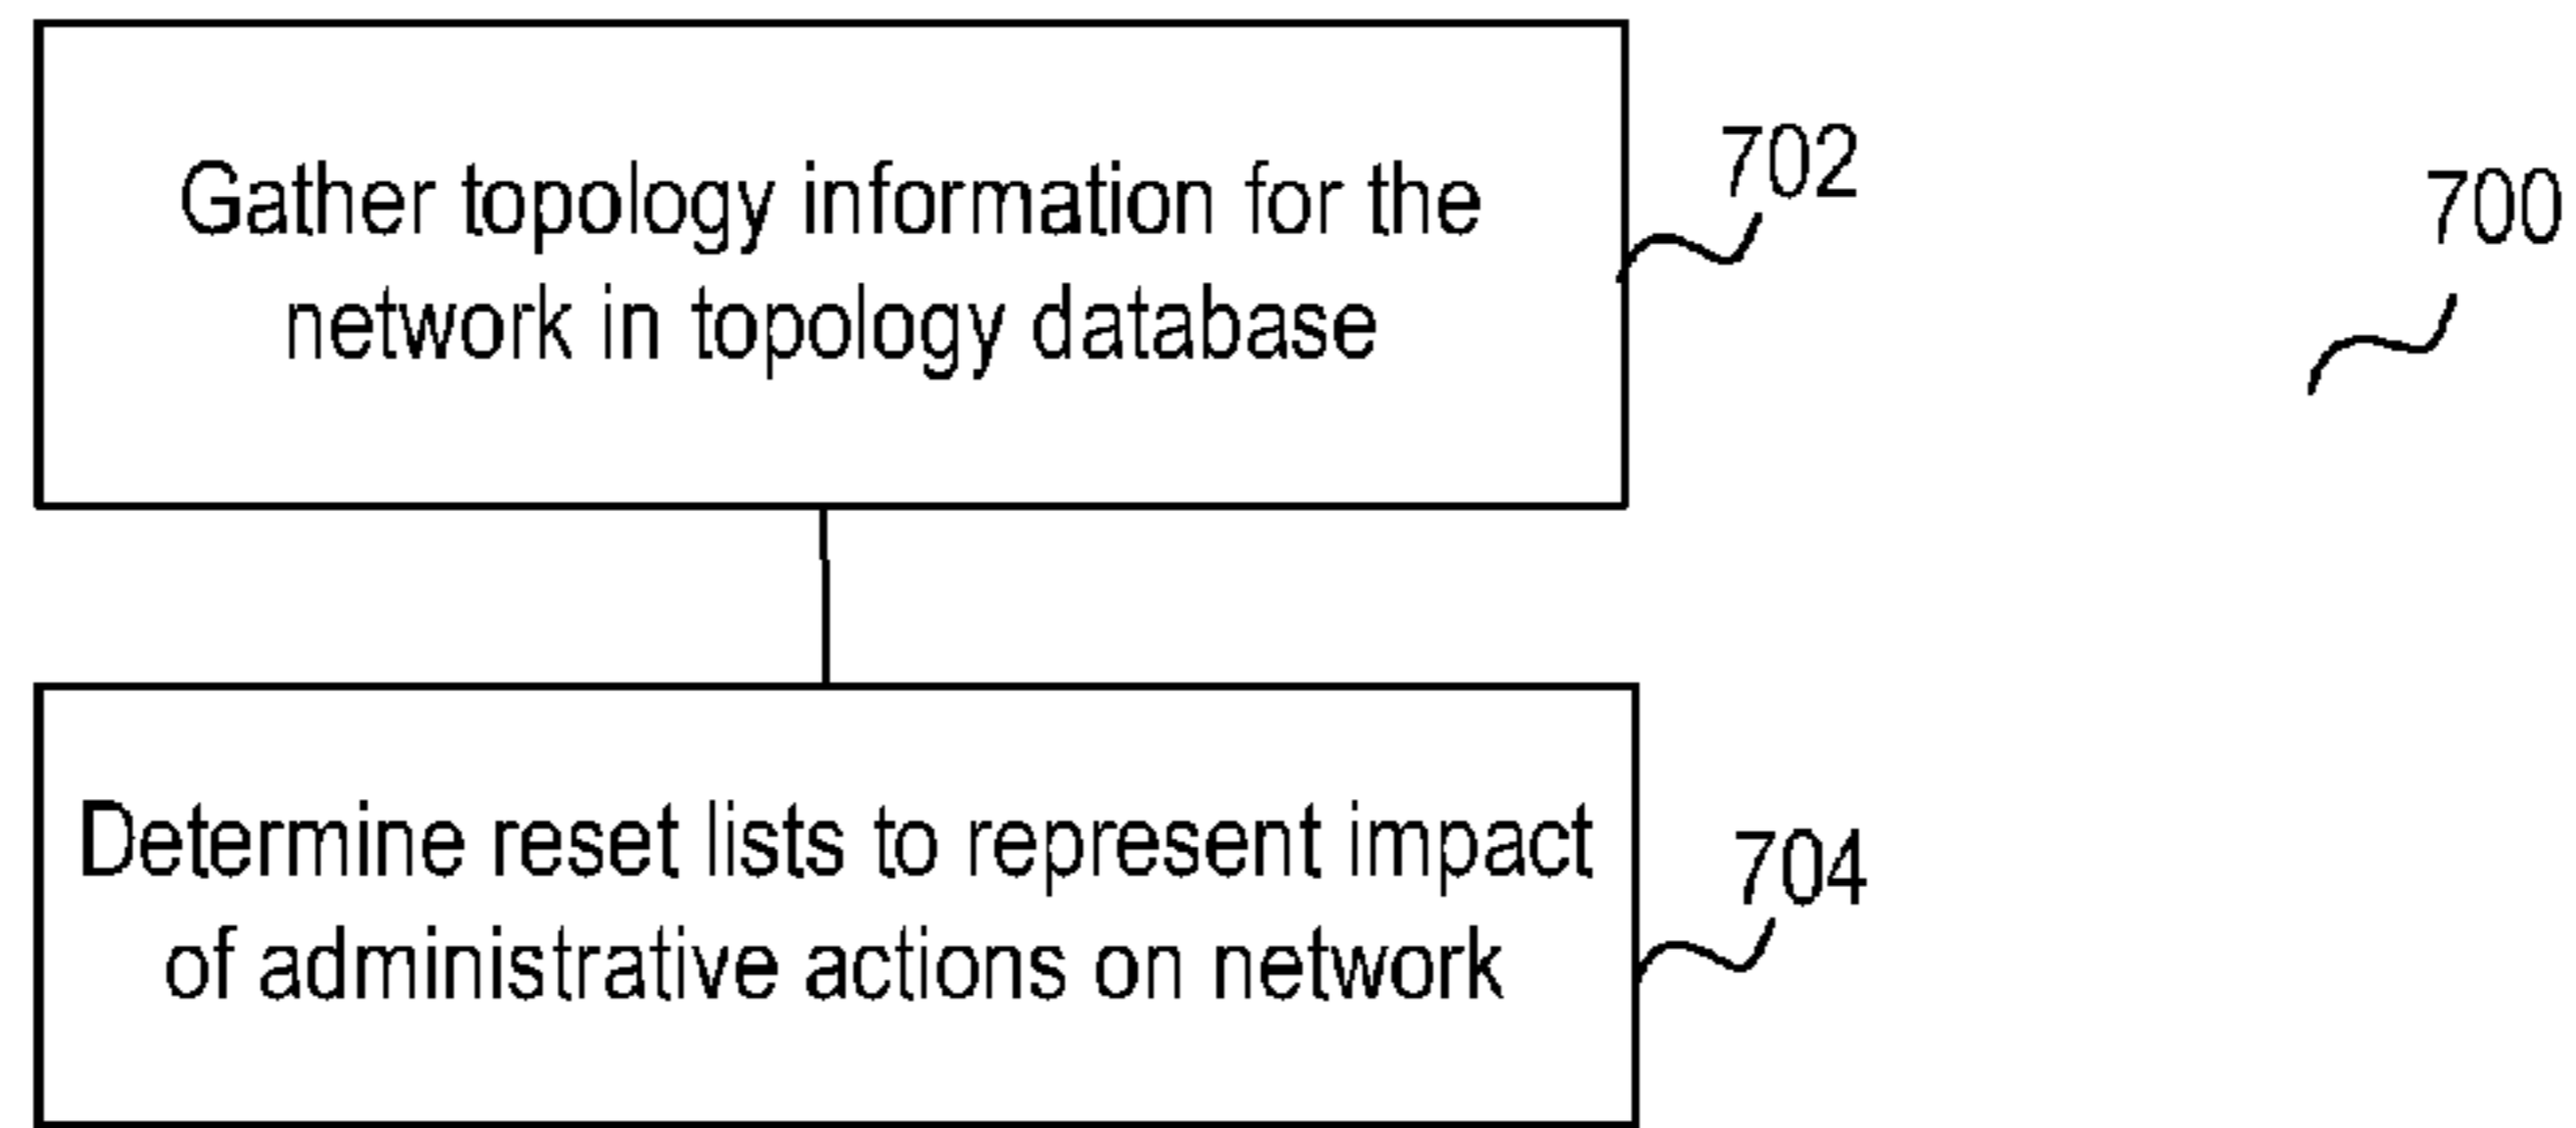 Gather topology information for the
network in topology database
702
700
Determine reset lists to represent impact
of administrative actions on network
704